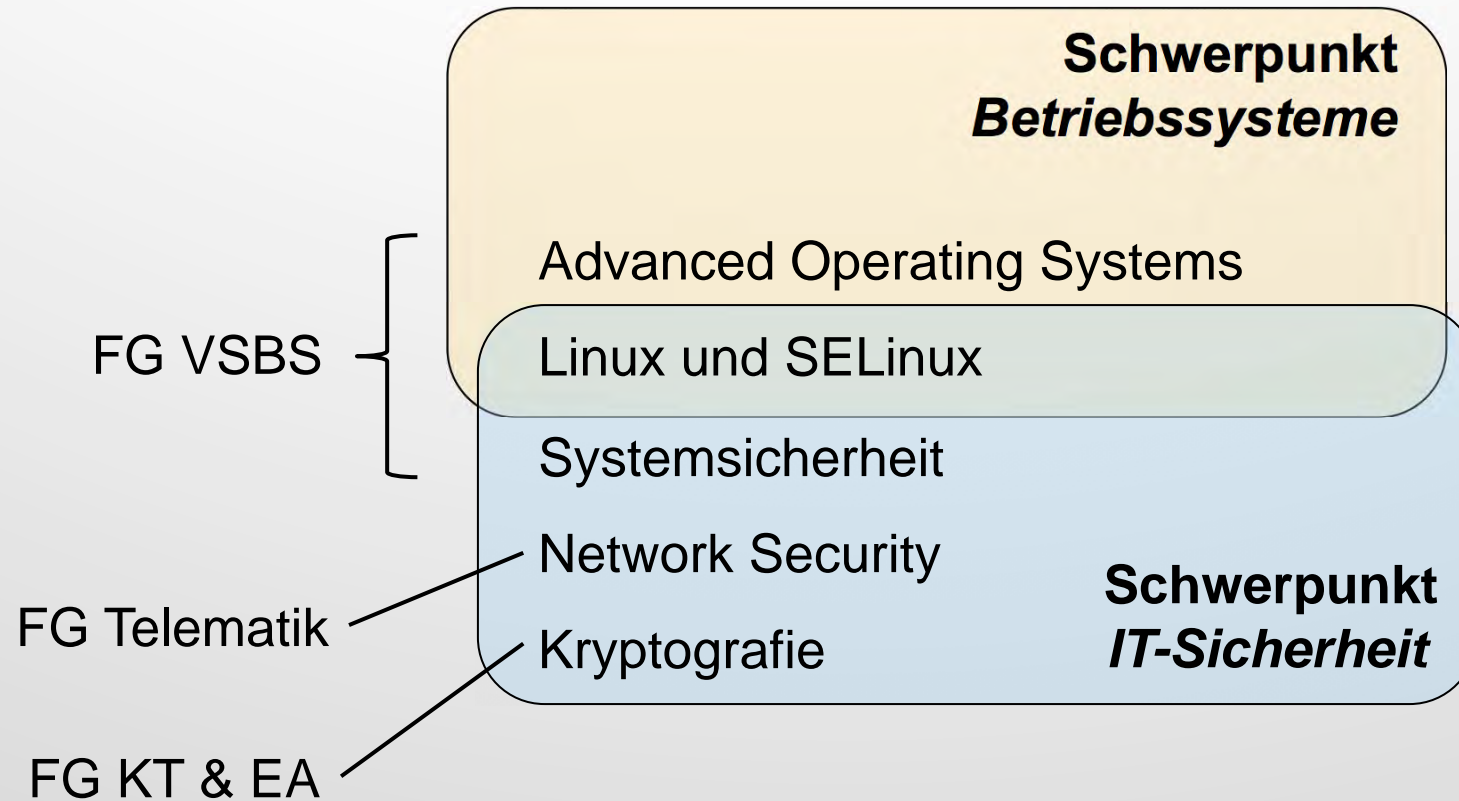 Schwerpunkt
Betriebssysteme
Advanced Operating Systems
FG VSBS
Linux und SELinux
Systemsicherheit
Network Security
Schwerpunkt
IT-Sicherheit
FG Telematik
Kryptografie
FG KT & EA